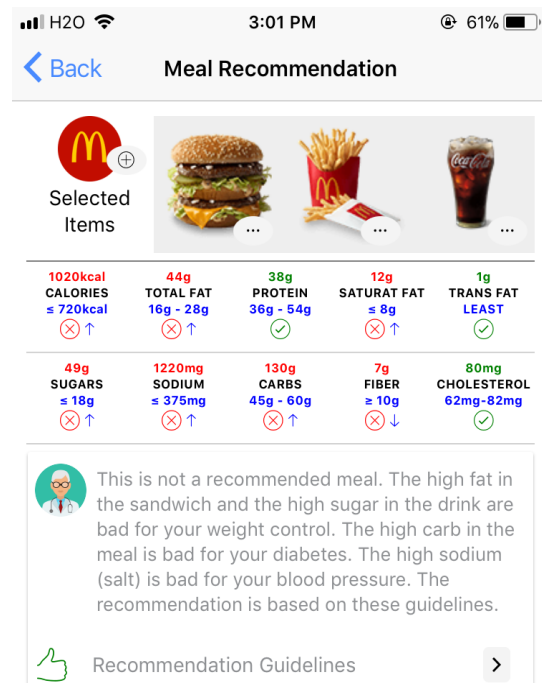 H2O 3:01 PM 61%
Back Meal Recommendation
Selected
Items
Coca-Cola
1020kcal 44g 38g 12g 1g
CALORIES TOTAL FAT PROTEIN SATURAT FAT TRANS FAT
≤ 720kcal 16g - 28g 36g - 54g ≤ 8g LEAST
49g 1220mg 130g 7g 80mg
SUGARS SODIUM CARBS FIBER CHOLESTEROL
≤ 18g ≤ 375mg 45g - 60g ≥ 10g 62mg-82mg
This is not a recommended meal. The high fat in
the sandwich and the high sugar in the drink are
bad for your weight control. The high carb in the
meal is bad for your diabetes. The high sodium
(salt) is bad for your blood pressure. The
recommendation is based on these guidelines.
Recommendation Guidelines